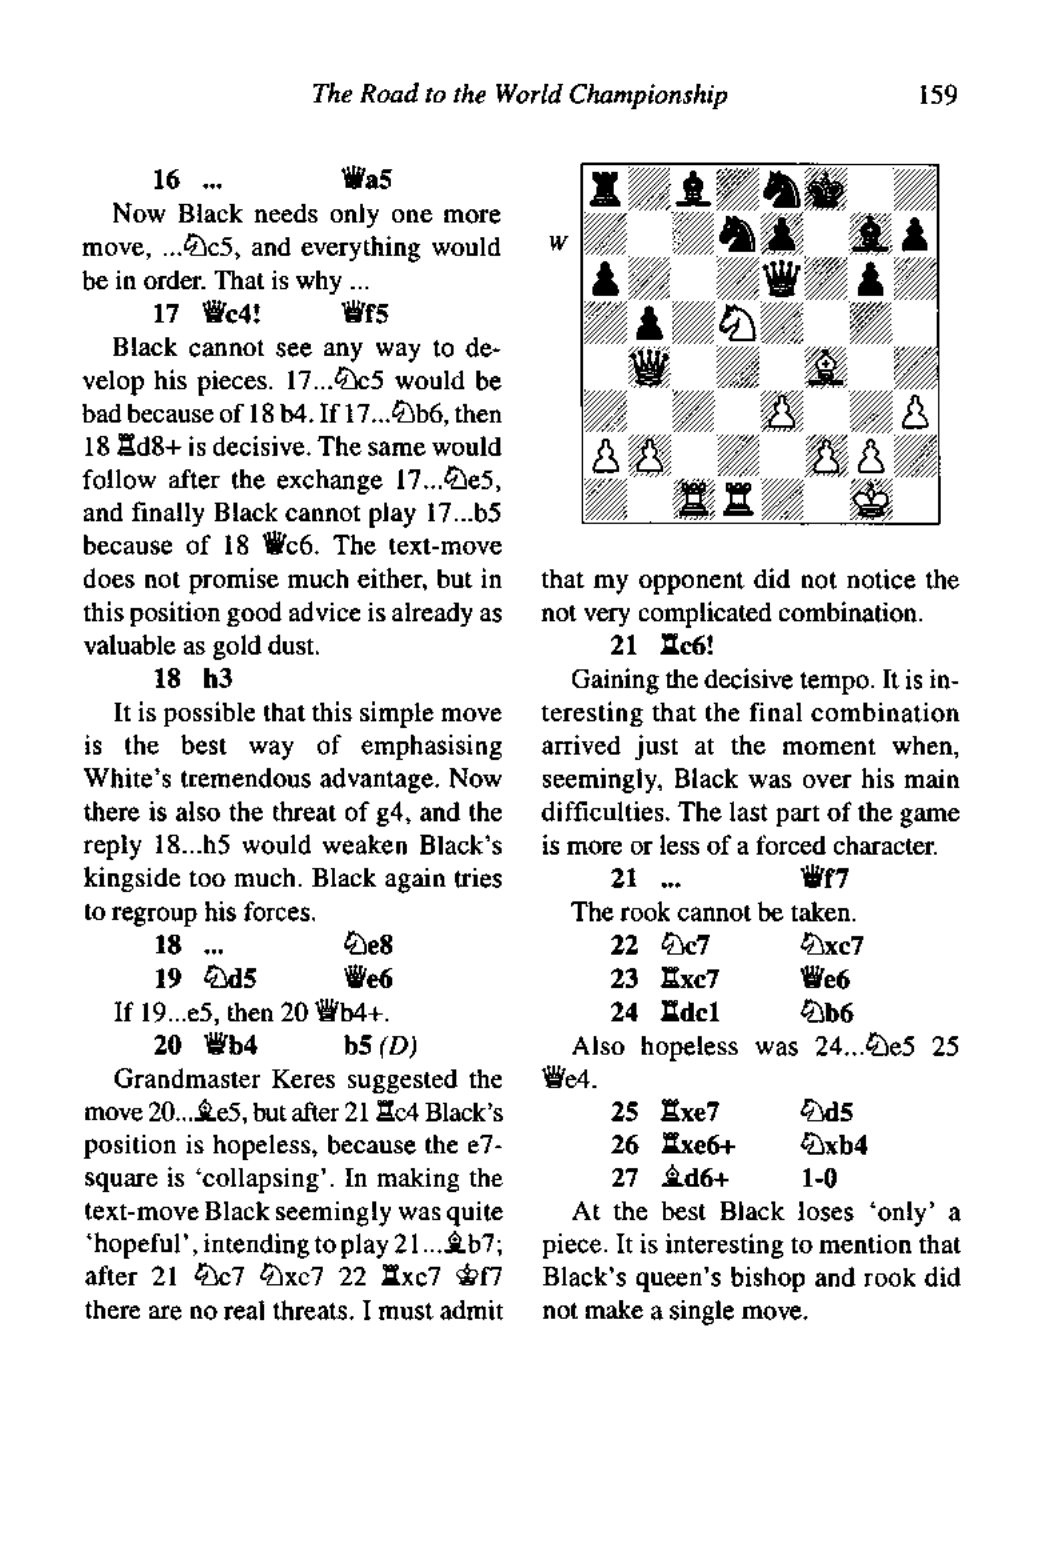 The Road to the World Championship 159
16 ... ♕a5
Now Black needs only one more
move, ...♘c5, and everything would
be in order. That is why ...
17 ♕c4! ♕f5
Black cannot see any way to de-
velop his pieces. 17...♘c5 would be
bad because of 18 b4. If 17...♘b6, then
18 ♖d8+ is decisive. The same would
follow after the exchange 17...♘e5,
and finally Black cannot play 17...b5
because of 18 ♕c6. The text-move
does not promise much either, but in
this position good advice is already as
valuable as gold dust.
18 h3
It is possible that this simple move
is the best way of emphasising
White's tremendous advantage. Now
there is also the threat of g4, and the
reply 18...h5 would weaken Black's
kingside too much. Black again tries
to regroup his forces.
18 ... ♘e8
19 ♘d5 ♕e6
If 19...e5, then 20 ♕b4+.
20 ♕b4 b5 (D)
Grandmaster Keres suggested the
move 20...♗e5, but after 21 ♖c4 Black's
position is hopeless, because the e7-
square is 'collapsing'. In making the
text-move Black seemingly was quite
'hopeful', intending to play 21...♗b7;
after 21 ♘c7 ♘xc7 22 ♖xc7 ♔f7
there are no real threats. I must admit
W
that my opponent did not notice the
not very complicated combination.
21 ♖c6!
Gaining the decisive tempo. It is in-
teresting that the final combination
arrived just at the moment when,
seemingly, Black was over his main
difficulties. The last part of the game
is more or less of a forced character.
21 ... ♕f7
The rook cannot be taken.
22 ♘c7 ♘xc7
23 ♖xc7 ♕e6
24 ♖dc1 ♘b6
Also hopeless was 24...♘e5 25
♕e4.
25 ♖xe7 ♘d5
26 ♖xe6+ ♘xb4
27 ♗d6+ 1-0
At the best Black loses 'only' a
piece. It is interesting to mention that
Black's queen's bishop and rook did
not make a single move.